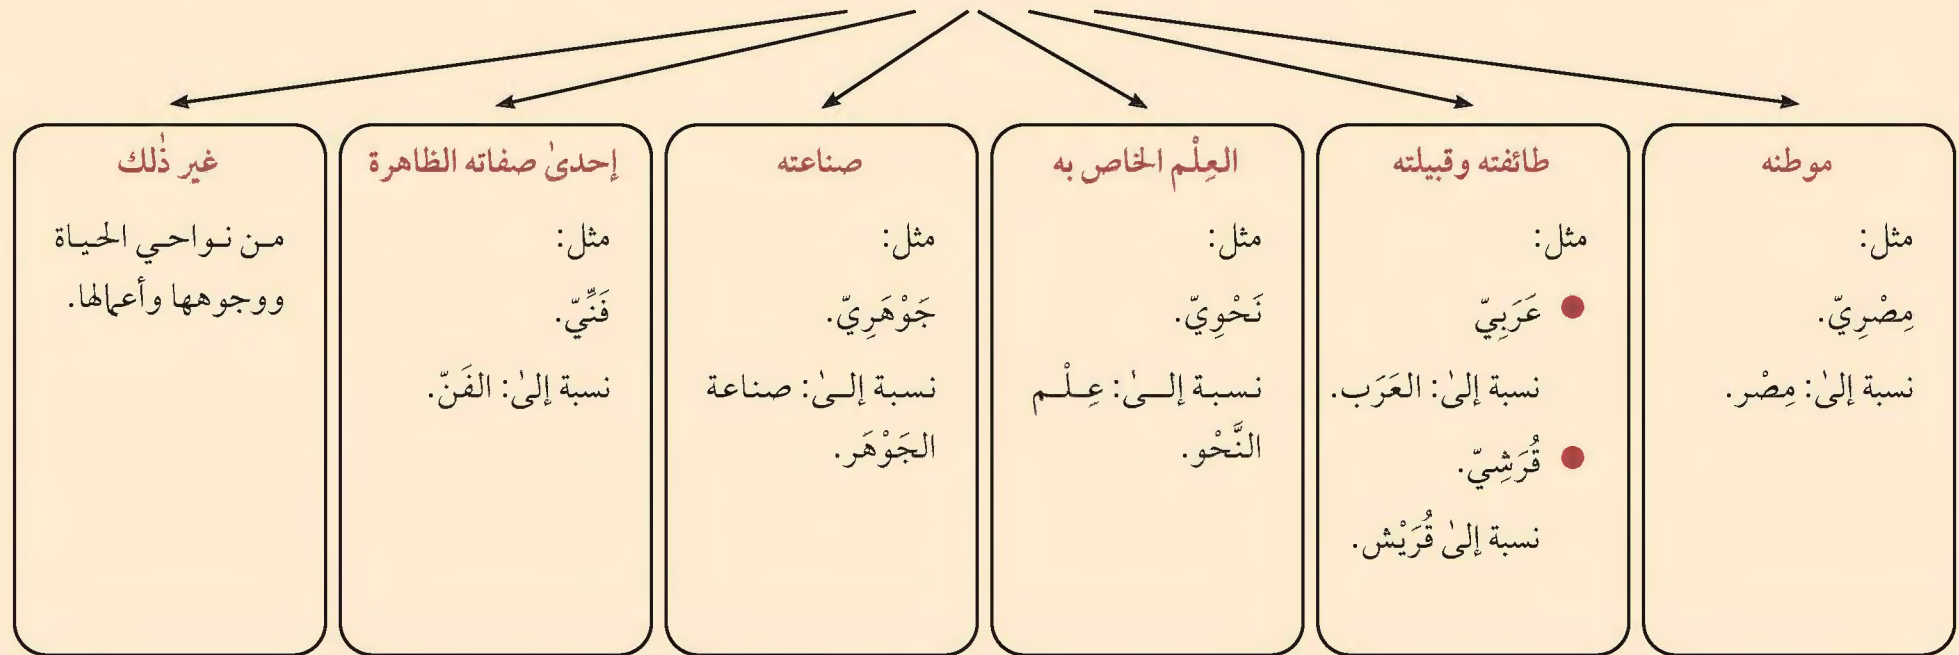 موطنه
مثل:
مِصْرِيّ.
نسبة إلىٰ: مِصْر.
طائفته وقبيلته
مثل:
● عَرَبِيّ
نسبة إلىٰ: العَرَب.
● قُرَشِيّ.
نسبة إلىٰ قُرَيْش.
العِلْم الخاص به
مثل:
نَحْوِيّ.
نسبة إلىٰ: عِلْم
النَّحْو.
صناعته
مثل:
جَوْهَرِيّ.
نسبة إلىٰ: صناعة
الجَوْهَر.
إحدىٰ صفاته الظاهرة
مثل:
فَنِّيّ.
نسبة إلىٰ: الفَنّ.
غير ذٰلك
من نواحي الحياة
ووجوهها وأعمالها.